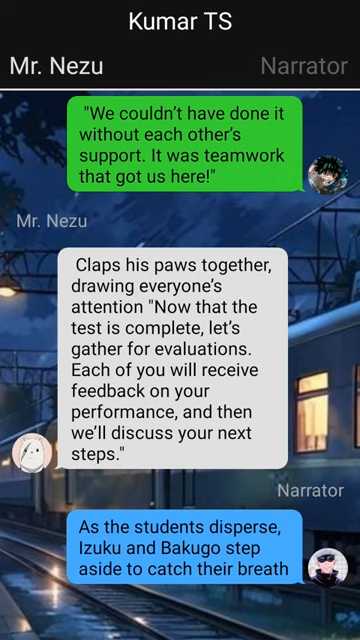 Kumar TS
Mr. Nezu Narrator
"We couldn't have done it
without each other's
support. It was teamwork
that got us here!"
Mr. Nezu
Claps his paws together,
drawing everyone's
attention "Now that the
test is complete, let's
gather for evaluations.
Each of you will receive
feedback on your
performance, and then
we'll discuss your next
steps."
Narrator
As the students disperse,
Izuku and Bakugo step
aside to catch their breath